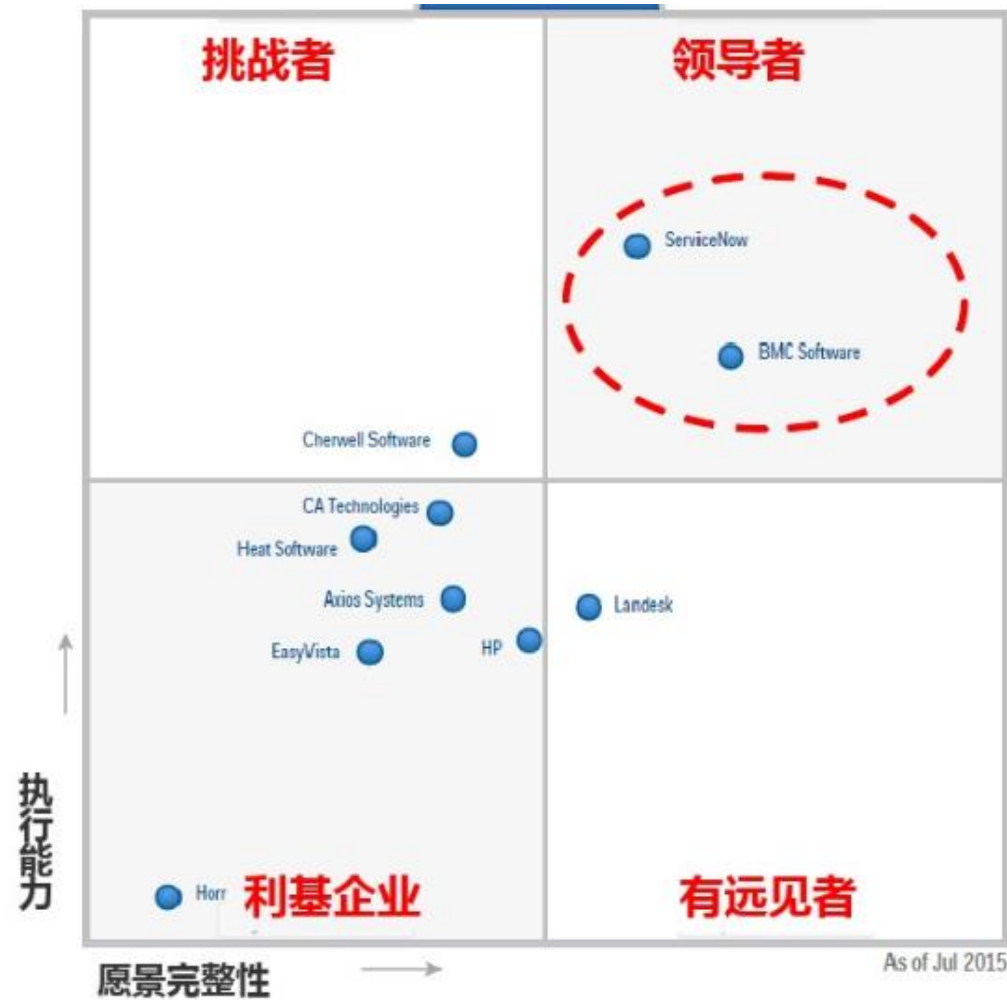 挑战者
领导者
ServiceNow
BMC Software
Cherwell Software
CA Technologies
Heat Software
Axios Systems
Landesk
EasyVista
HP
执行能力
Horr
利基企业
有远见者
愿景完整性
As of Jul 2015